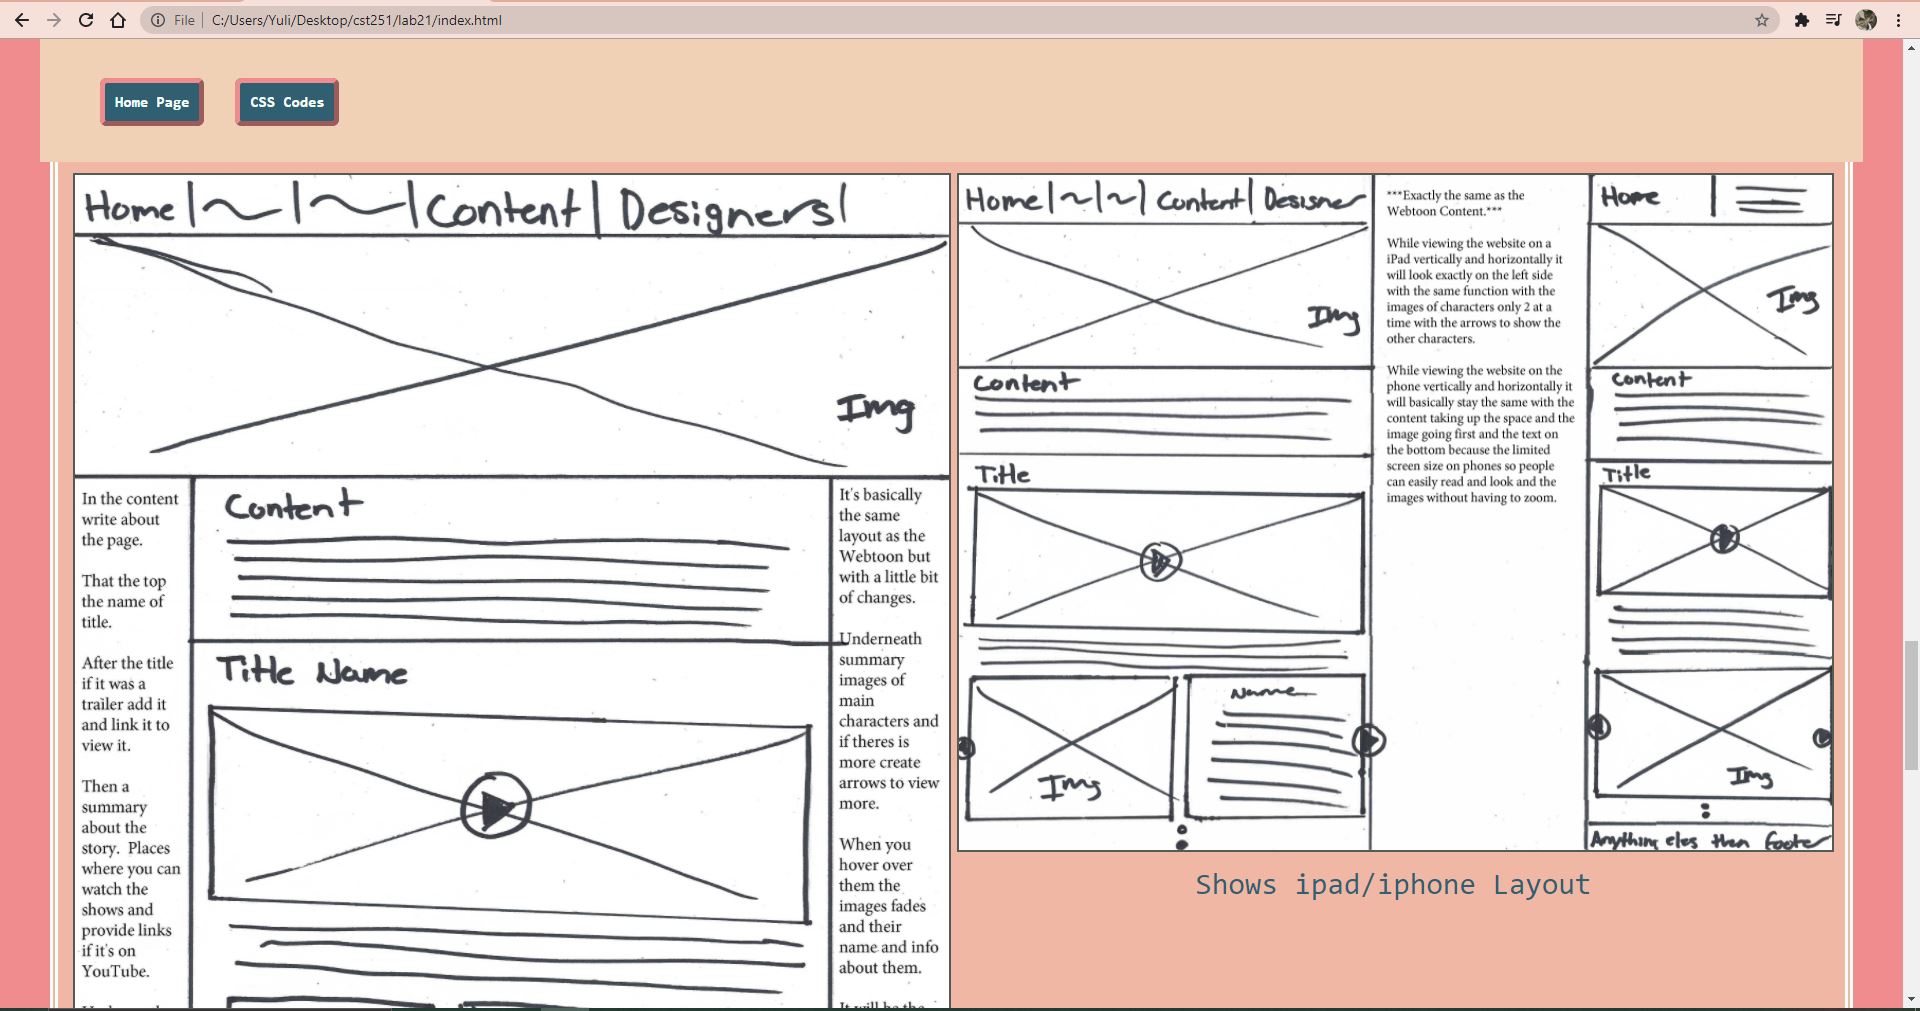 File
C:/Users/Yuli/Desktop/cst251/lab21/index.html
Home Page
CSS Codes
Home
Content
Designers
Img
In the content
write about
the page.
That the top
the name of
title.
After the title
if it was a
trailer add it
and link it to
view it.
Then a
summary
about the
story. Places
where you can
watch the
shows and
provide links
if it's on
YouTube.
Content
Title Name
It's basically
the same
layout as the
Webtoon but
with a little bit
of changes.
Underneath
summary
images of
main
characters and
if theres is
more create
arrows to view
more.
When you
hover over
them the
images fades
and their
name and info
about them.
It will be the
Home
Content
Desisner
Img
Content
Title
Img
Name
***Exactly the same as the
Webtoon Content.***
While viewing the website on a
iPad vertically and horizontally it
will look exactly on the left side
with the same function with the
images of characters only 2 at a
time with the arrows to show the
other characters.
While viewing the website on the
phone vertically and horizontally it
will basically stay the same with the
content taking up the space and the
image going first and the text on
the bottom because the limited
screen size on phones so people
can easily read and look and the
images without having to zoom.
Home
Img
Content
Title
Img
Anything eles then footer
Shows ipad/iphone Layout